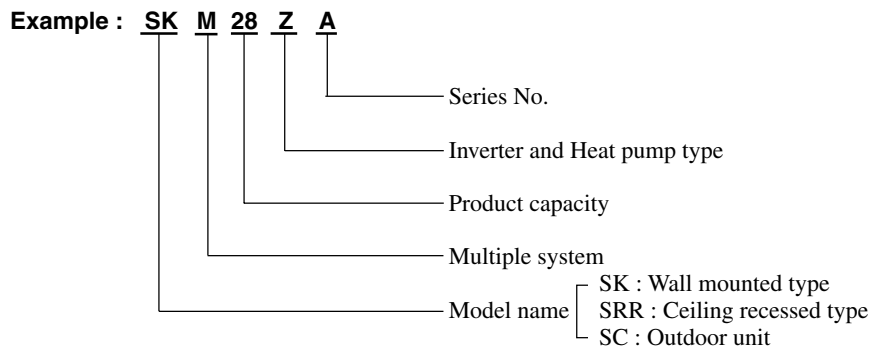 Example : SK M 28 Z A
Series No.
Inverter and Heat pump type
Product capacity
Multiple system
SK : Wall mounted type
Model name SRR : Ceiling recessed type
SC : Outdoor unit